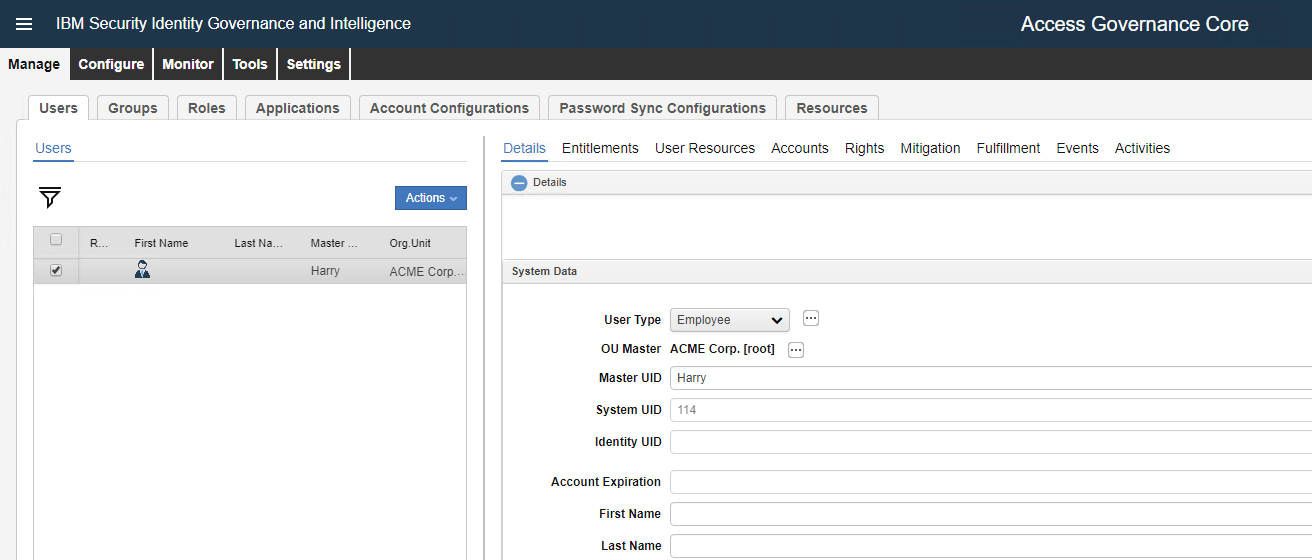 IBM Security Identity Governance and Intelligence
Access Governance Core
Manage Configure Monitor Tools Settings
Users Groups Roles Applications Account Configurations Password Sync Configurations Resources
Users
Details Entitlements User Resources Accounts Rights Mitigation Fulfillment Events Activities
Details
Actions
R... First Name Last Na... Master ... Org.Unit
Harry ACME Corp....
System Data
User Type Employee ...
OU Master ACME Corp. [root] ...
Master UID Harry
System UID 114
Identity UID
Account Expiration
First Name
Last Name